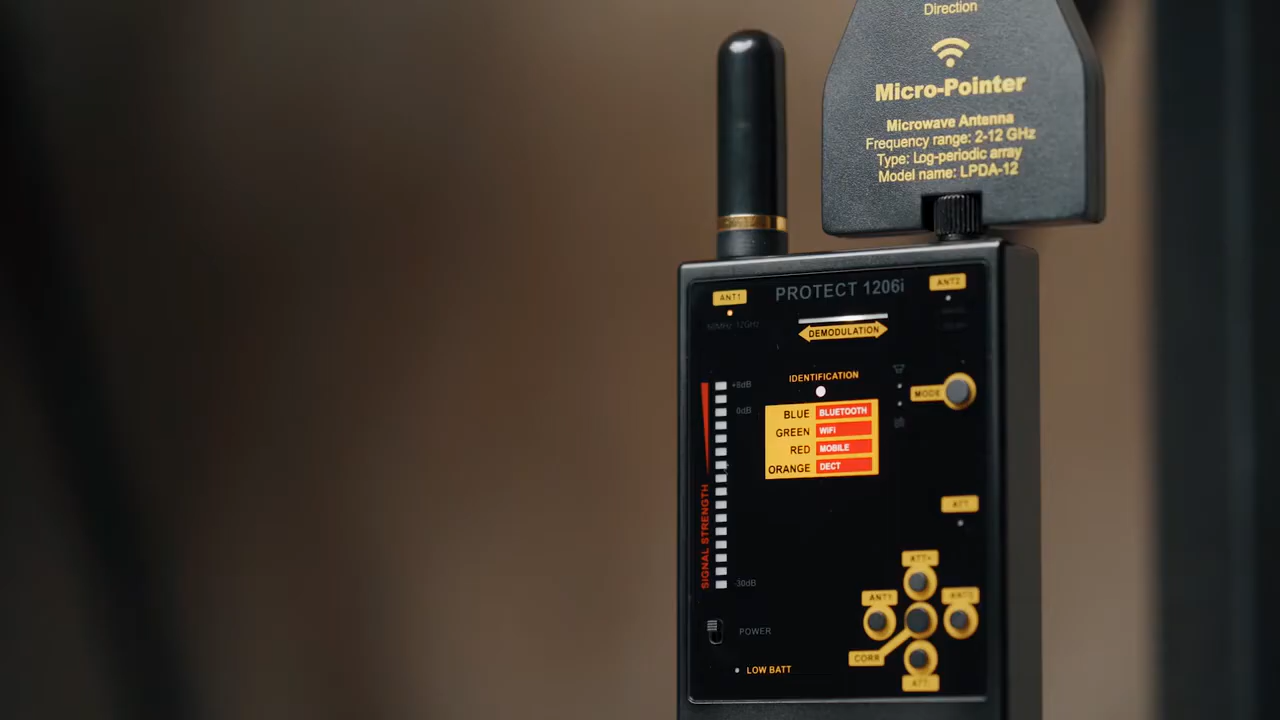 Direction
Micro-Pointer
Microwave Antenna
Frequency range: 2-12 GHz
Type: Log-periodic array
Model name: LPDA-12
PROTECT 1206i
ANT1
ANT2
50MHz-12GHz
DEMODULATION
IDENTIFICATION
BLUE BLUETOOTH
GREEN WiFi
RED MOBILE
ORANGE DECT
MODE
+8dB
0dB
-30dB
SIGNAL STRENGTH
ATT
ATT+
ANT1
ANT2
CORR
ATT-
POWER
LOW BATT